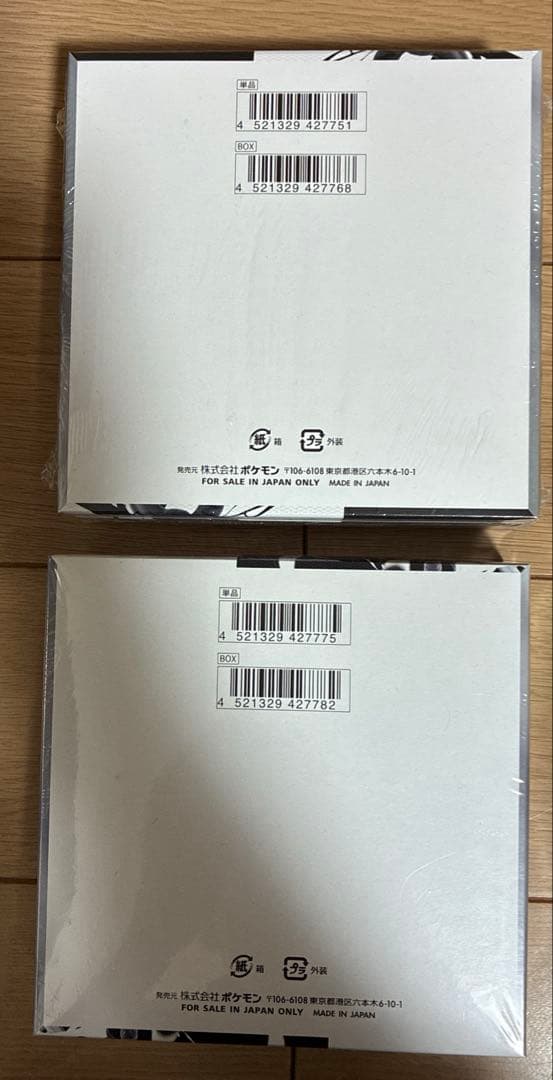 単品
4 521329 427751
BOX
4 521329 427768
紙 箱 プラ 外装
発売元 株式会社ポケモン 〒106-6108 東京都港区六本木6-10-1
FOR SALE IN JAPAN ONLY MADE IN JAPAN
単品
4 521329 427775
BOX
4 521329 427782
紙 箱 プラ 外装
発売元 株式会社ポケモン 〒106-6108 東京都港区六本木6-10-1
FOR SALE IN JAPAN ONLY MADE IN JAPAN